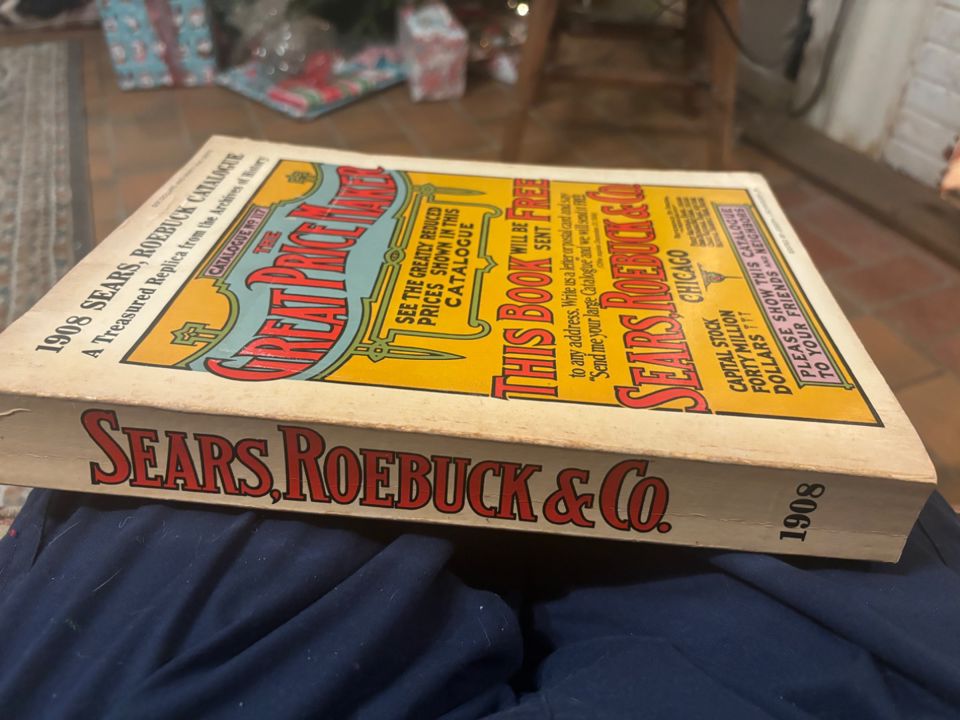 1908 SEARS, ROEBUCK CATALOGUE
A Treasured Replica from the Archives of History
CATALOGUE No. 117
THE
GREAT PRICE MAKER
SEE THE GREATLY REDUCED
PRICES SHOWN IN THIS
CATALOGUE
THIS BOOK WILL BE SENT FREE
to any address. Write us a letter or postal card and say
"Send me your large Catalogue and we will send it FREE
SEARS, ROEBUCK & CO.
CHICAGO
CAPITAL STOCK
FORTY MILLION
DOLLARS
PLEASE SHOW THIS CATALOGUE
TO YOUR FRIENDS AND NEIGHBORS
SEARS, ROEBUCK & CO.
1908